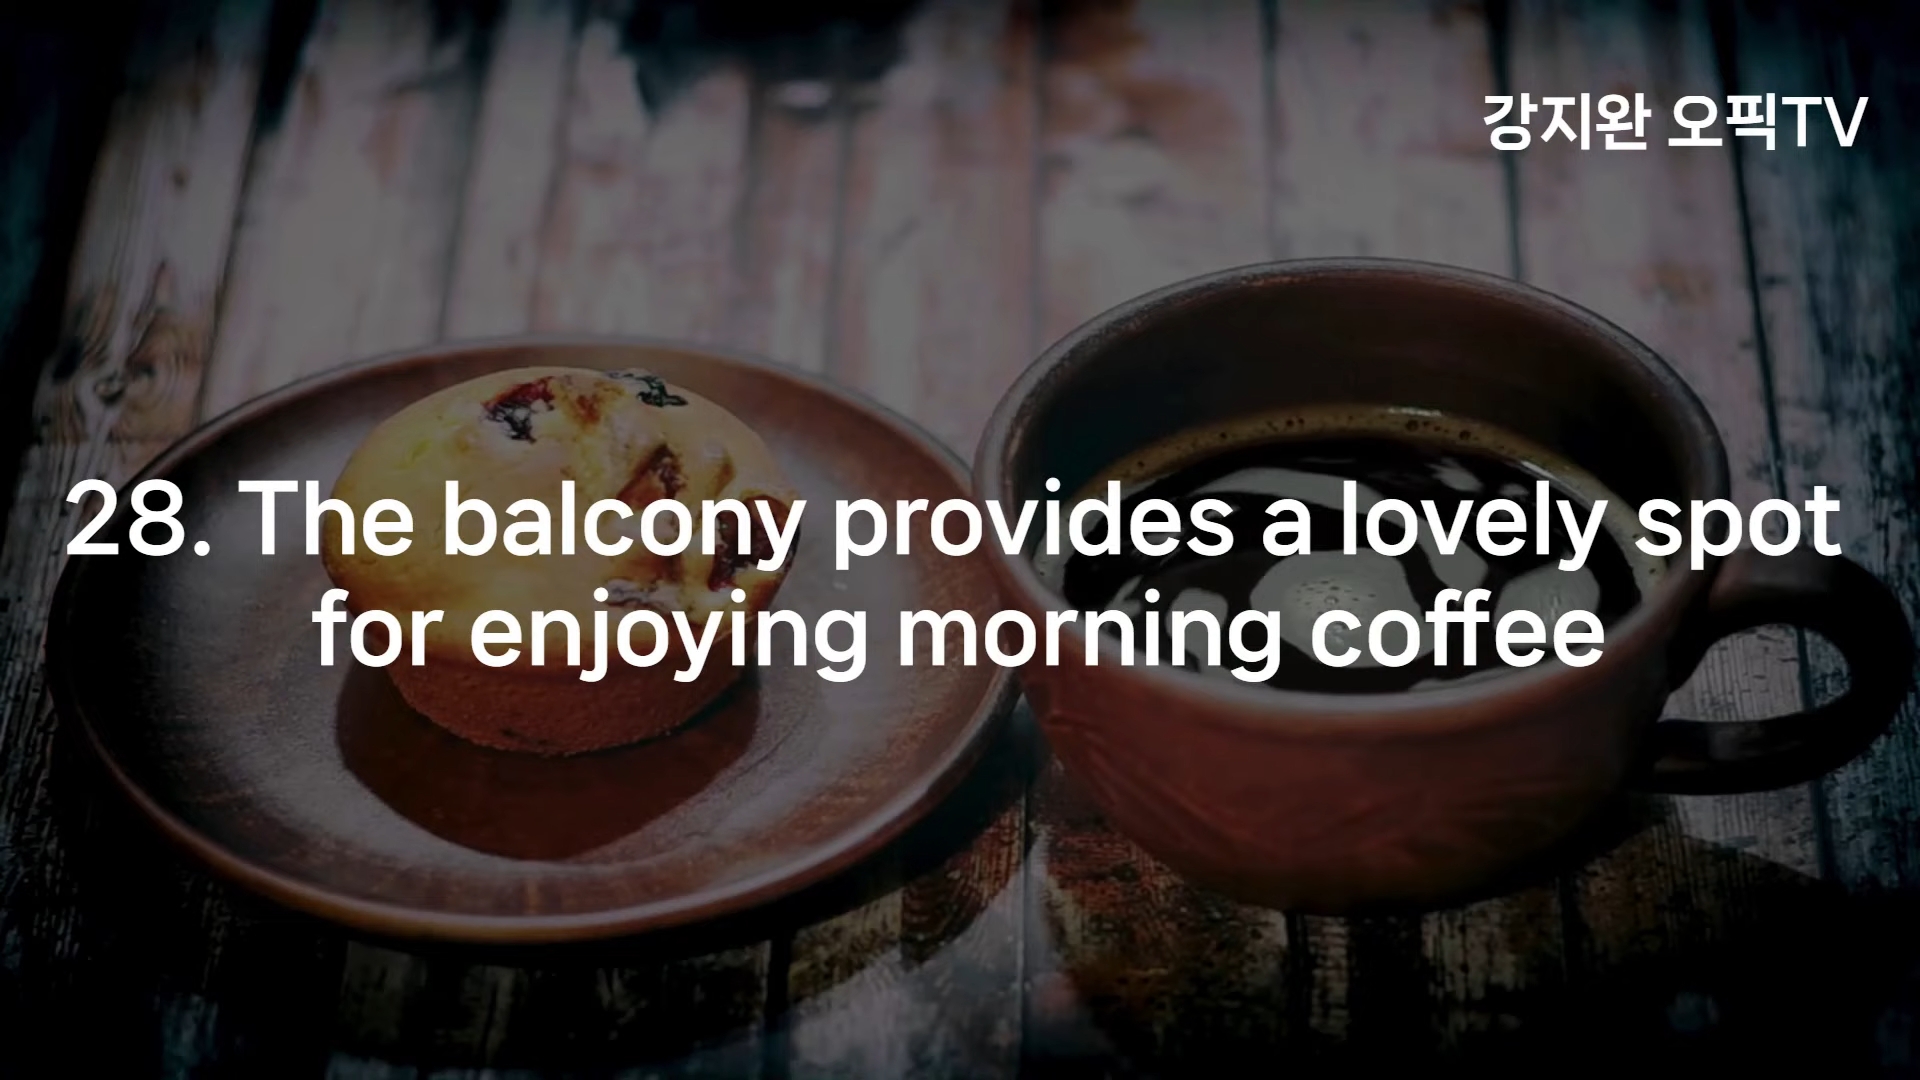 강지완 오픽TV
28. The balcony provides a lovely spot
for enjoying morning coffee